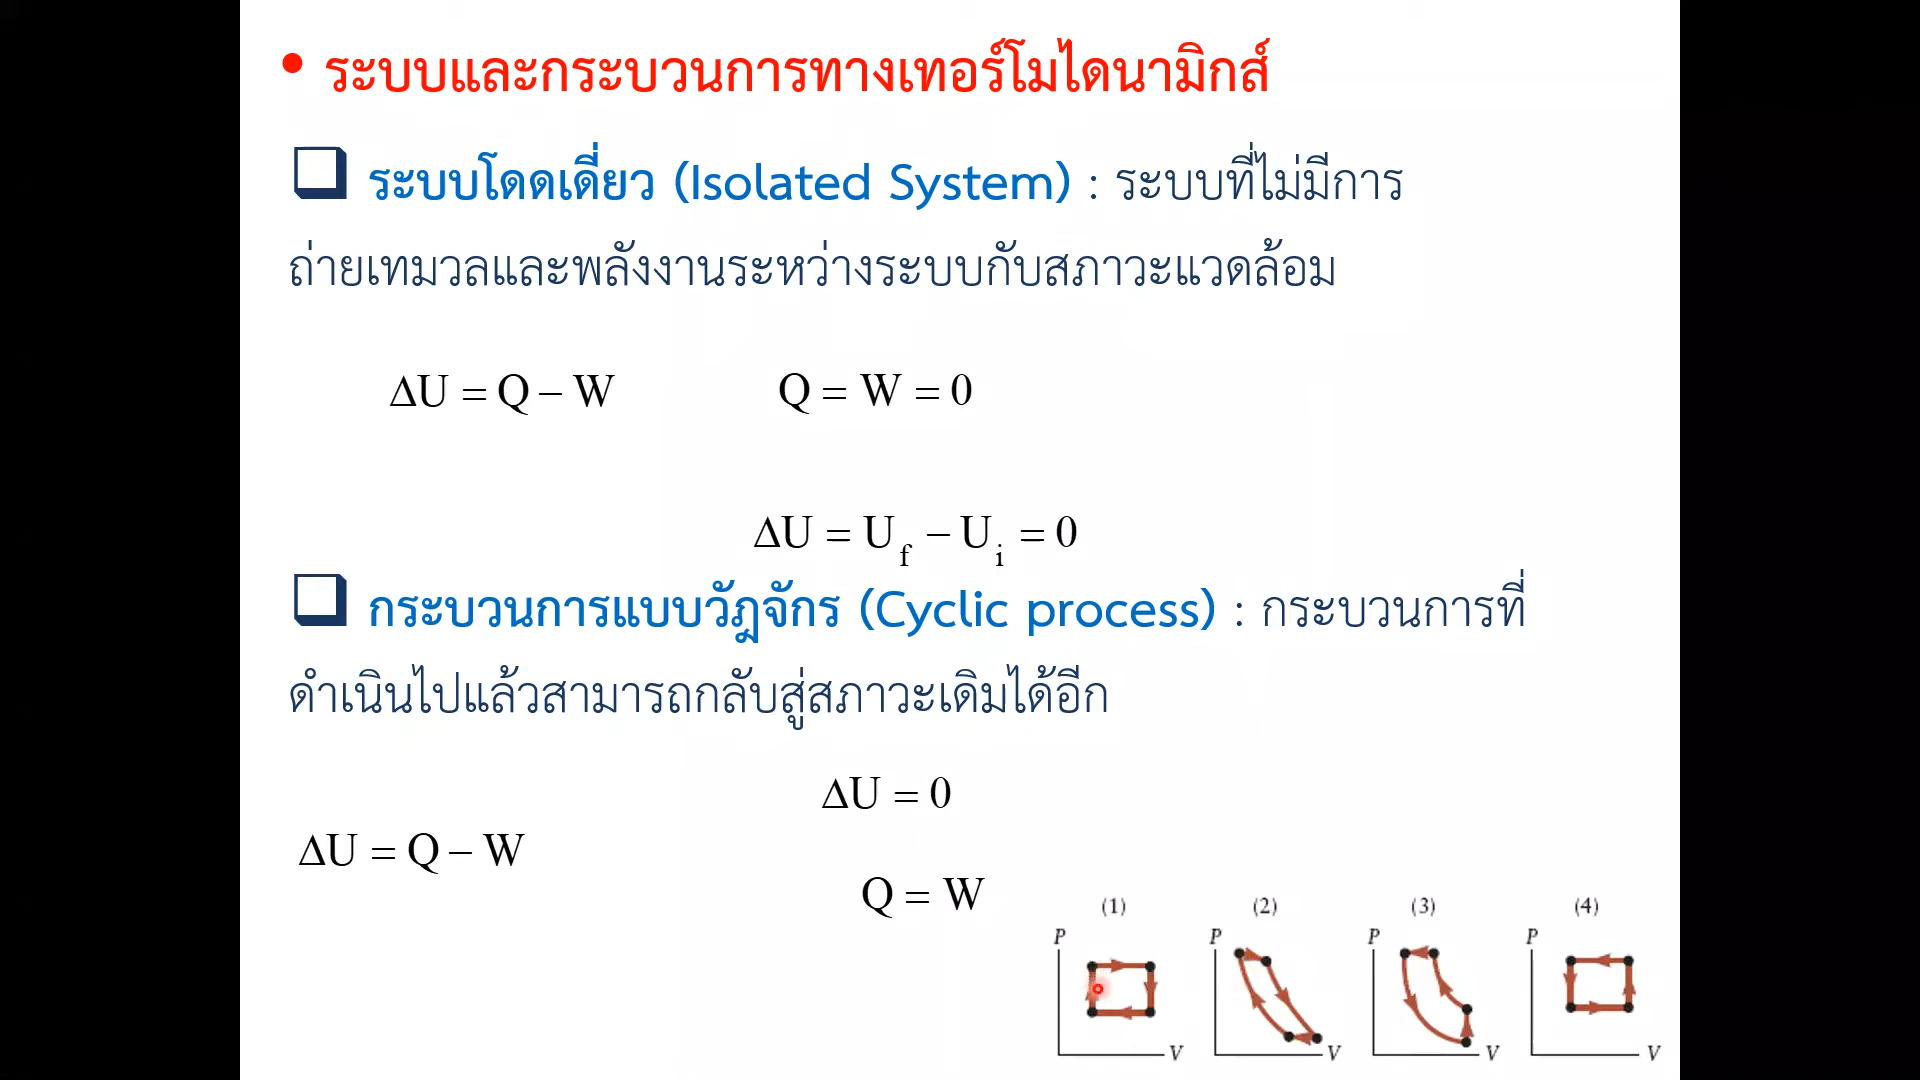 • ระบบและกระบวนการทางเทอร์โมไดนามิกส์
❑ ระบบโดดเดี่ยว (Isolated System) : ระบบที่ไม่มีการ
ถ่ายเทมวลและพลังงานระหว่างระบบกับสภาวะแวดล้อม
ΔU = Q − W
Q = W = 0
ΔU = U_f − U_i = 0
❑ กระบวนการแบบวัฎจักร (Cyclic process) : กระบวนการที่
ดำเนินไปแล้วสามารถกลับสู่สภาวะเดิมได้อีก
ΔU = 0
ΔU = Q − W
Q = W
(1) (2) (3) (4)
P P P P
V V V V